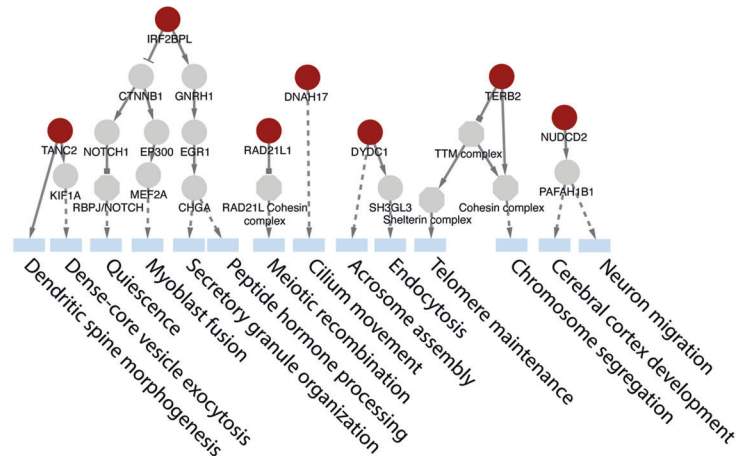 IRF2BPL
CTNNB1
GNRH1
DNAH17
TERB2
TANC2
NOTCH1
EP300
EGR1
RAD21L1
DYDC1
TTM complex
NUDCD2
KIF1A
RBPJ/NOTCH
MEF2A
CHGA
RAD21L Cohesin
complex
SH3GL3
Shelterin complex
Cohesin complex
PAFAH1B1
Dendritic spine morphogenesis
Dense-core vesicle exocytosis
Quiescence
Myoblast fusion
Secretory granule organization
Peptide hormone processing
Meiotic recombination
Cilium movement
Acrosome assembly
Endocytosis
Telomere maintenance
Chromosome segregation
Cerebral cortex development
Neuron migration